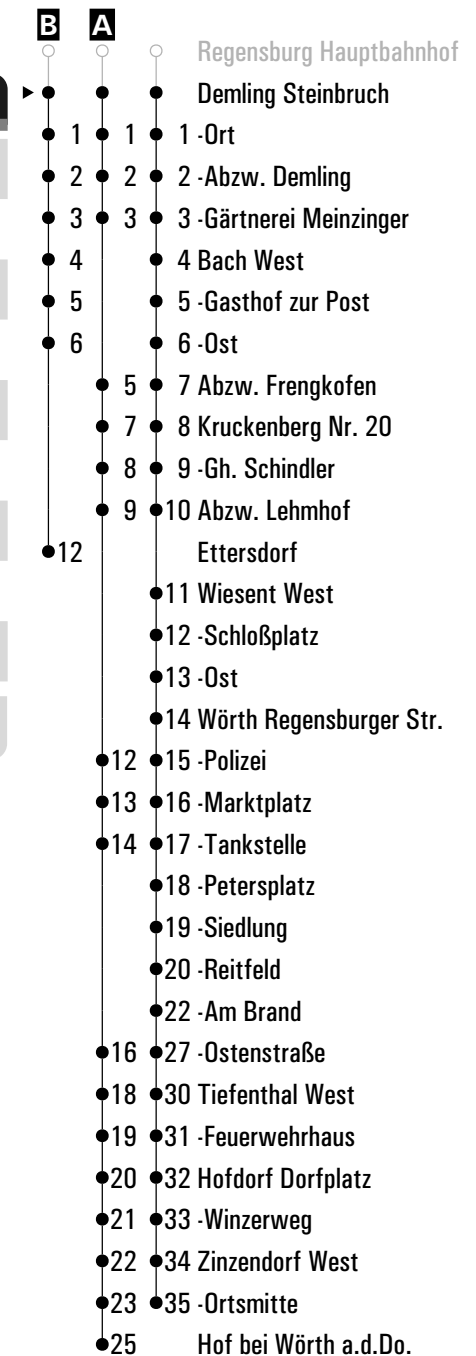 B A
Regensburg Hauptbahnhof
Demling Steinbruch
1 1 1 -Ort
2 2 2 -Abzw. Demling
3 3 3 -Gärtnerei Meinzinger
4 4 Bach West
5 5 -Gasthof zur Post
6 6 -Ost
5 7 Abzw. Frengkofen
7 8 Kruckenberg Nr. 20
8 9 -Gh. Schindler
9 10 Abzw. Lehmhof
12 Ettersdorf
11 Wiesent West
12 -Schloßplatz
13 -Ost
14 Wörth Regensburger Str.
12 15 -Polizei
13 16 -Marktplatz
14 17 -Tankstelle
18 -Petersplatz
19 -Siedlung
20 -Reitfeld
22 -Am Brand
16 27 -Ostenstraße
18 30 Tiefenthal West
19 31 -Feuerwehrhaus
20 32 Hofdorf Dorfplatz
21 33 -Winzerweg
22 34 Zinzendorf West
23 35 -Ortsmitte
25 Hof bei Wörth a.d.Do.